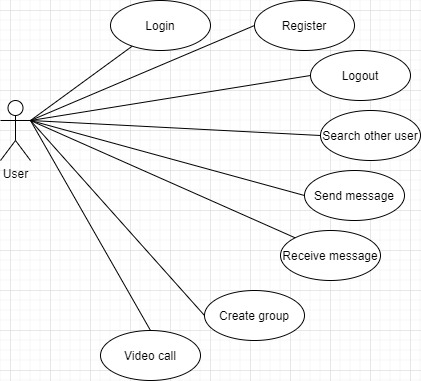 Login
Register
Logout
Search other user
User
Send message
Receive message
Create group
Video call